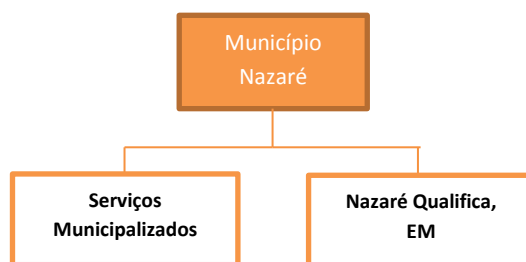 Município
Nazaré
Serviços
Municipalizados
Nazaré Qualifica,
EM